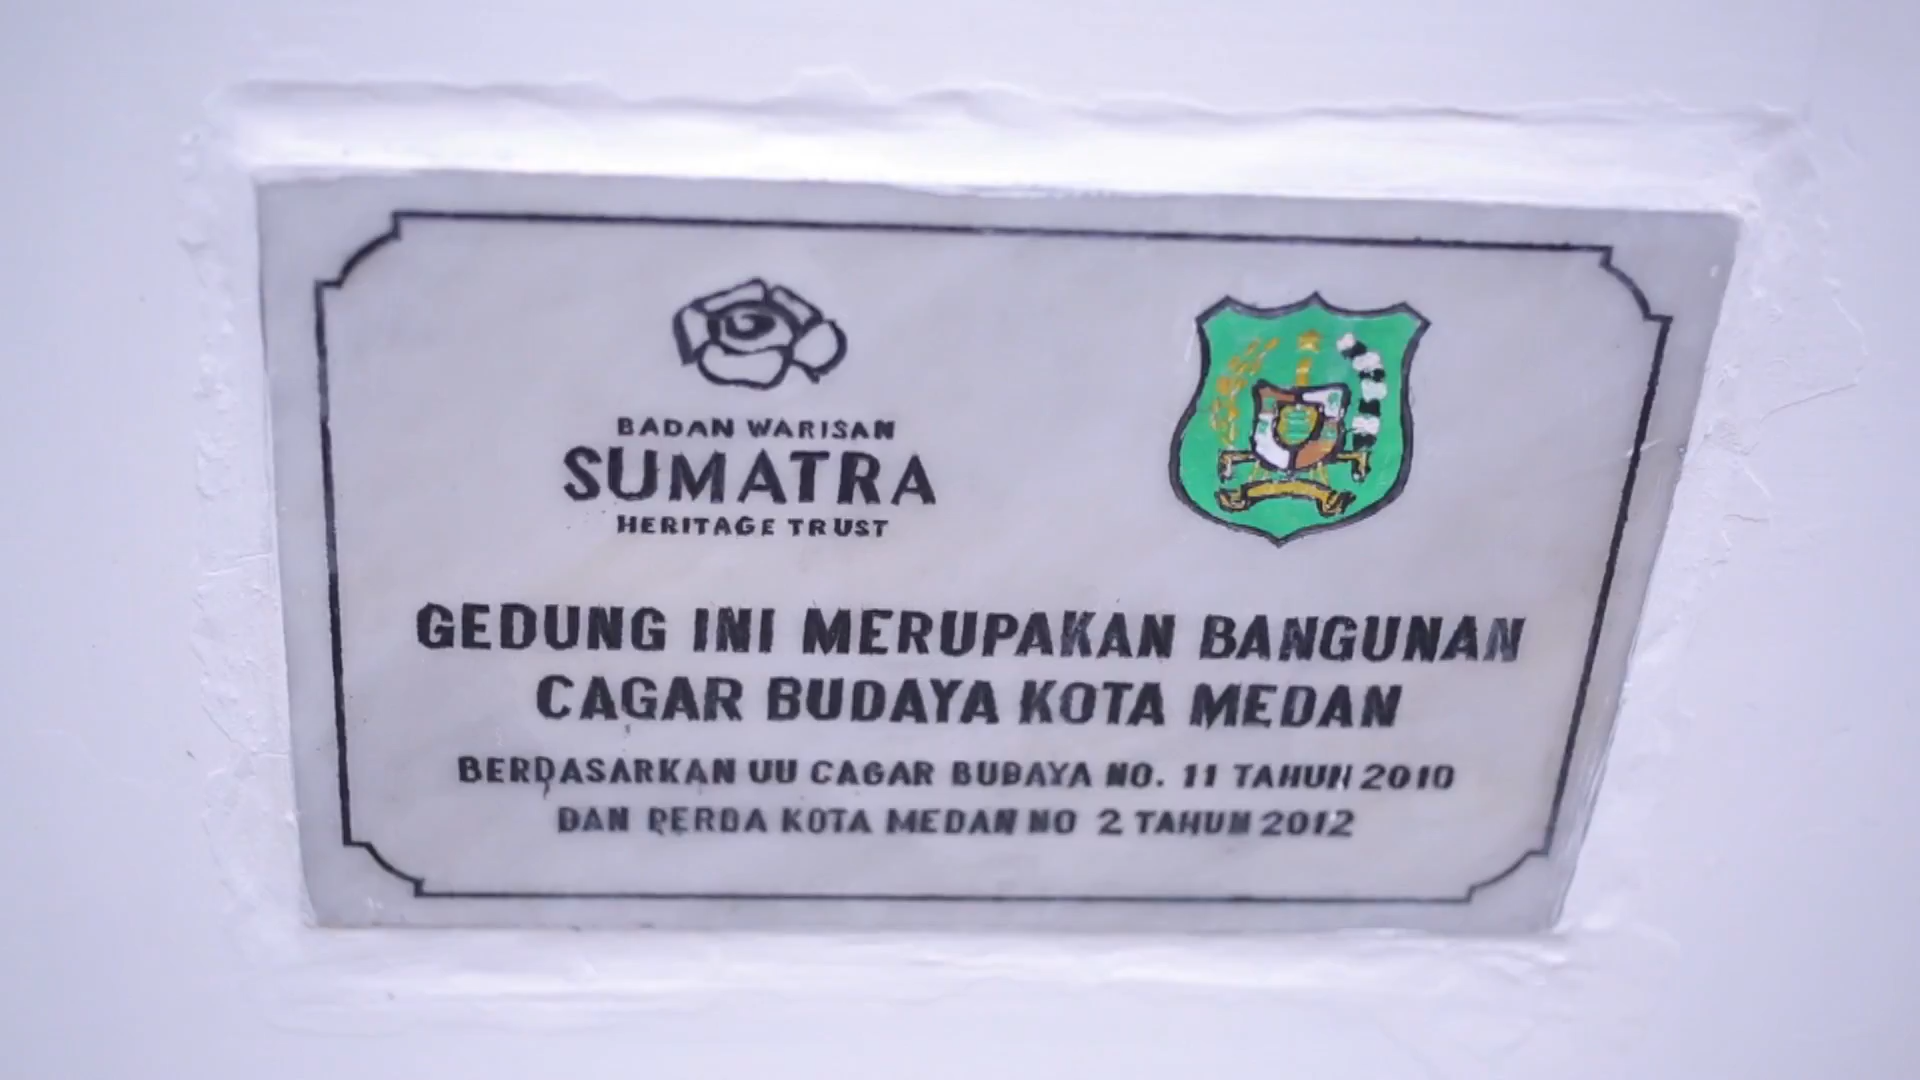 BADAN WARISAN
SUMATRA
HERITAGE TRUST
GEDUNG INI MERUPAKAN BANGUNAN
CAGAR BUDAYA KOTA MEDAN
BERDASARKAN UU CAGAR BUDAYA NO. 11 TAHUN 2010
DAN PERDA KOTA MEDAN NO 2 TAHUN 2012